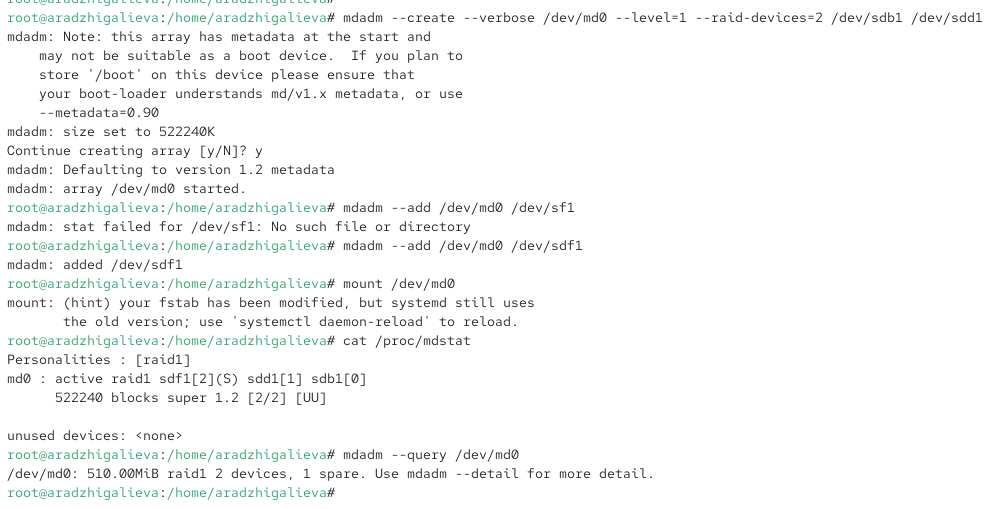 root@aradzhigalieva:/home/aradzhigalieva#
root@aradzhigalieva:/home/aradzhigalieva# mdadm --create --verbose /dev/md0 --level=1 --raid-devices=2 /dev/sdb1 /dev/sdd1
mdadm: Note: this array has metadata at the start and
    may not be suitable as a boot device.  If you plan to
    store '/boot' on this device please ensure that
    your boot-loader understands md/v1.x metadata, or use
    --metadata=0.90
mdadm: size set to 522240K
Continue creating array [y/N]? y
mdadm: Defaulting to version 1.2 metadata
mdadm: array /dev/md0 started.
root@aradzhigalieva:/home/aradzhigalieva# mdadm --add /dev/md0 /dev/sf1
mdadm: stat failed for /dev/sf1: No such file or directory
root@aradzhigalieva:/home/aradzhigalieva# mdadm --add /dev/md0 /dev/sdf1
mdadm: added /dev/sdf1
root@aradzhigalieva:/home/aradzhigalieva# mount /dev/md0
mount: (hint) your fstab has been modified, but systemd still uses
       the old version; use 'systemctl daemon-reload' to reload.
root@aradzhigalieva:/home/aradzhigalieva# cat /proc/mdstat
Personalities : [raid1]
md0 : active raid1 sdf1[2](S) sdd1[1] sdb1[0]
      522240 blocks super 1.2 [2/2] [UU]

unused devices: <none>
root@aradzhigalieva:/home/aradzhigalieva# mdadm --query /dev/md0
/dev/md0: 510.00MiB raid1 2 devices, 1 spare. Use mdadm --detail for more detail.
root@aradzhigalieva:/home/aradzhigalieva#